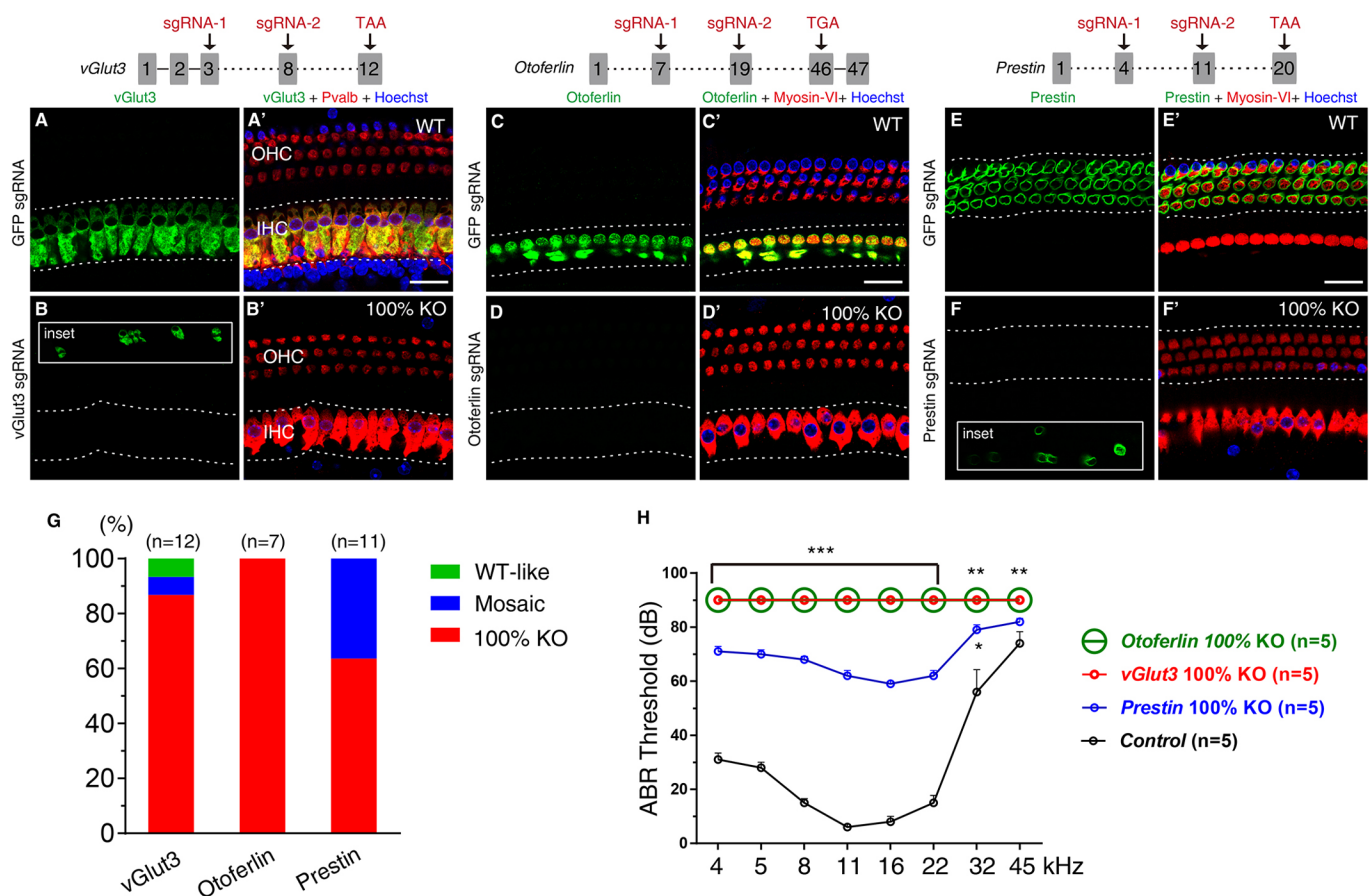 sgRNA-1 sgRNA-2 TAA
vGlut3 1 2 3 8 12
sgRNA-1 sgRNA-2 TGA
Otoferlin 1 7 19 46 47
sgRNA-1 sgRNA-2 TAA
Prestin 1 4 11 20
vGlut3
vGlut3 + Pvalb + Hoechst
Otoferlin
Otoferlin + Myosin-VI+ Hoechst
Prestin
Prestin + Myosin-VI+ Hoechst
GFP sgRNA
A
A' WT
OHC
IHC
GFP sgRNA
C
C' WT
GFP sgRNA
E
E' WT
vGlut3 sgRNA
B
inset
B' 100% KO
OHC
IHC
Otoferlin sgRNA
D
D' 100% KO
Prestin sgRNA
F
inset
F' 100% KO
G
(%)
(n=12) (n=7) (n=11)
100
80
60
40
20
0
vGlut3 Otoferlin Prestin
WT-like
Mosaic
100% KO
H
ABR Threshold (dB)
*** ** **
*
100
80
60
40
20
0
4 5 8 11 16 22 32 45 kHz
Otoferlin 100% KO (n=5)
vGlut3 100% KO (n=5)
Prestin 100% KO (n=5)
Control (n=5)